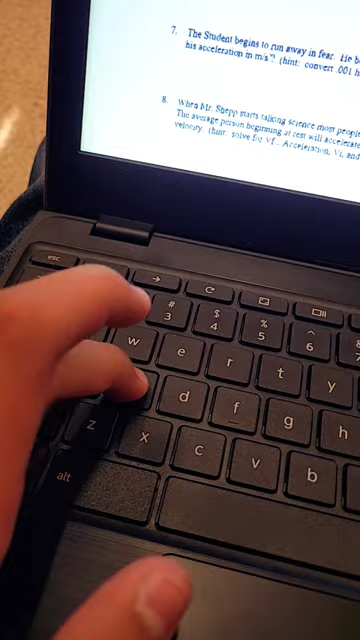 7. The Student begins to run away in fear. He b
his acceleration in m/s²? (hint: convert .001 h
8. When Mr. Shepp starts talking science most people
The average person beginning at rest will accelerate
velocity. (hint: solve for Vf... Acceleration, Vi, and
esc → 
# $ % ^ &
3 4 5 6 7
w e r t y
d f g h
z x c v b
alt